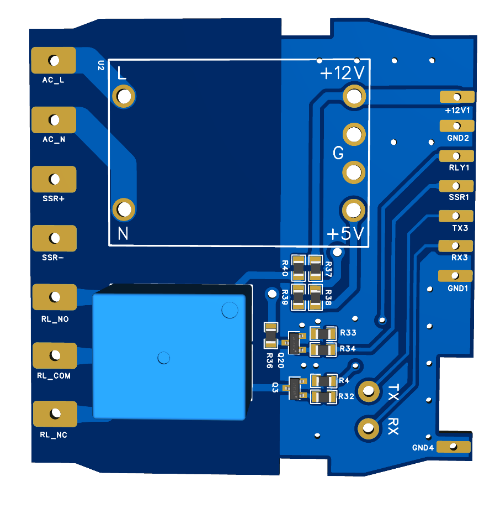 U2
L
+12V
AC_L
+12V1
GND2
AC_N
G
RLY1
SSR+
SSR1
N
+5V
TX3
SSR-
RX3
R40
R37
GND1
RL_NO
R39
R38
R33
R36
Q20
R34
RL_COM
R4
Q3
R32
TX
RX
RL_NC
GND4